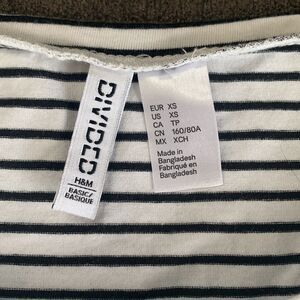 DIVIDED
H&M
BASIC/
BASIQUE
EUR XS
US XS
CA TP
CN 160/80A
MX XCH
Made in
Bangladesh
Fabriqué en
Bangladesh